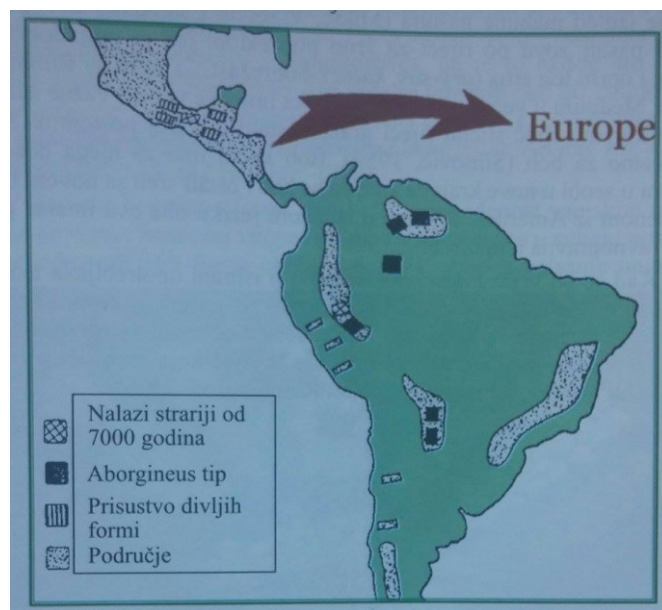 Europe
Nalazi strariji od
7000 godina
Aborgineus tip
Prisustvo divljih
formi
Područje